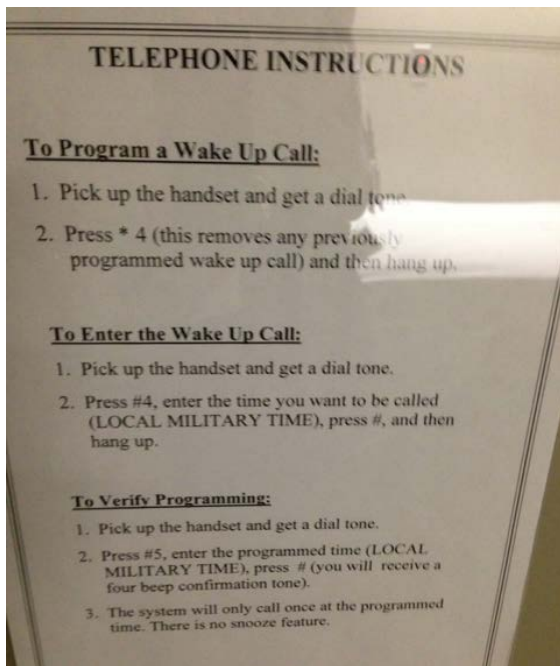 TELEPHONE INSTRUCTIONS
To Program a Wake Up Call:
1. Pick up the handset and get a dial tone.
2. Press * 4 (this removes any previously
programmed wake up call) and then hang up.
To Enter the Wake Up Call:
1. Pick up the handset and get a dial tone.
2. Press #4, enter the time you want to be called
(LOCAL MILITARY TIME), press #, and then
hang up.
To Verify Programming:
1. Pick up the handset and get a dial tone.
2. Press #5, enter the programmed time (LOCAL
MILITARY TIME), press # (you will receive a
four beep confirmation tone).
3. The system will only call once at the programmed
time. There is no snooze feature.